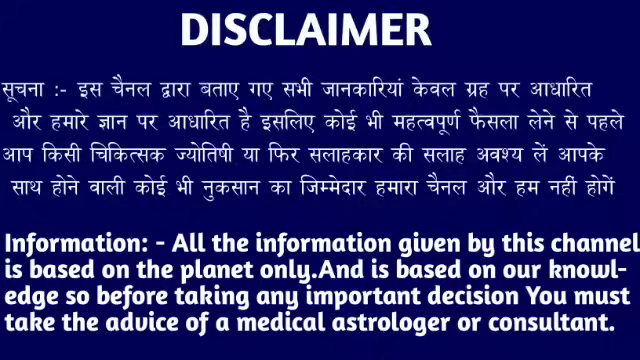 DISCLAIMER
सूचना :- इस चैनल द्वारा बताए गए सभी जानकारियां केवल ग्रह पर आधारित
और हमारे ज्ञान पर आधारित है इसलिए कोई भी महत्वपूर्ण फैसला लेने से पहले
आप किसी चिकित्सक ज्योतिषी या फिर सलाहकार की सलाह अवश्य लें आपके
साथ होने वाली कोई भी नुकसान का जिम्मेदार हमारा चैनल और हम नहीं होगें
Information: - All the information given by this channel
is based on the planet only.And is based on our knowl-
edge so before taking any important decision You must
take the advice of a medical astrologer or consultant.